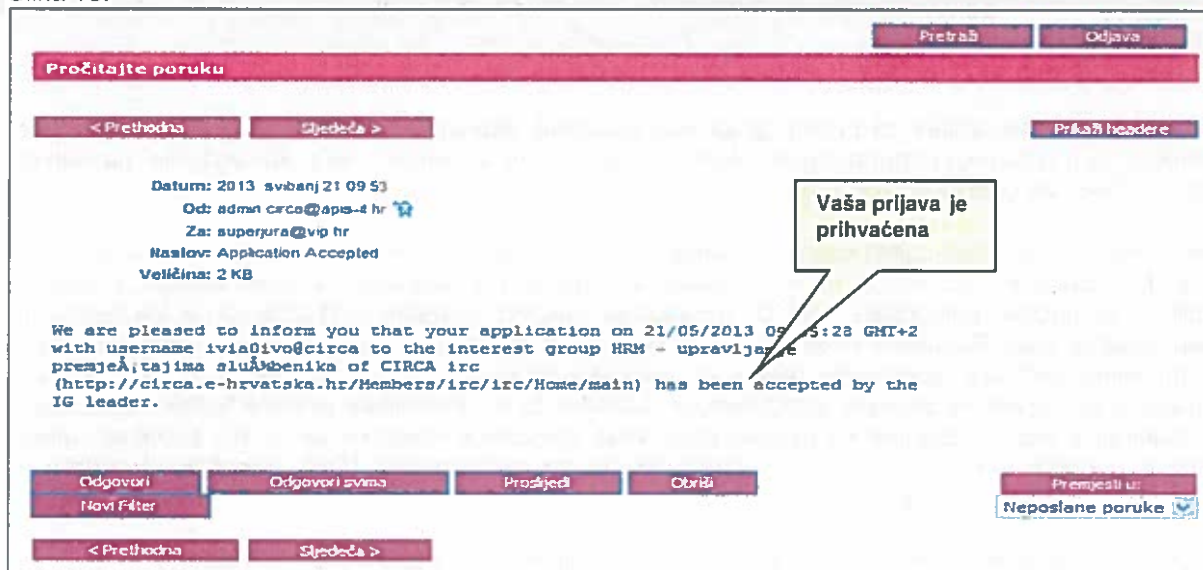 Pretraži Odjava
Pročitajte poruku
< Prethodna Sljedeća > Prikaži headere
Datum: 2013 svibanj 21 09 53
Od: admin circa@apis-it hr
Za: superjura@vip hr
Naslov: Application Accepted
Veličina: 2 KB
Vaša prijava je
prihvaćena
We are pleased to inform you that your application on 21/05/2013 09 5:28 GMT+2
with username ivia0ivo@circa to the interest group HRM - upravljanje
premjeÅ¡tajima sluÅbenika of CIRCA irc
(http://circa.e-hrvatska.hr/Members/irc/irc/Home/main) has been accepted by the
IG leader.
Odgovori Odgovori svima Proslijedi Obriši Premjesti u:
Novi Filter Neposlane poruke
< Prethodna Sljedeća >